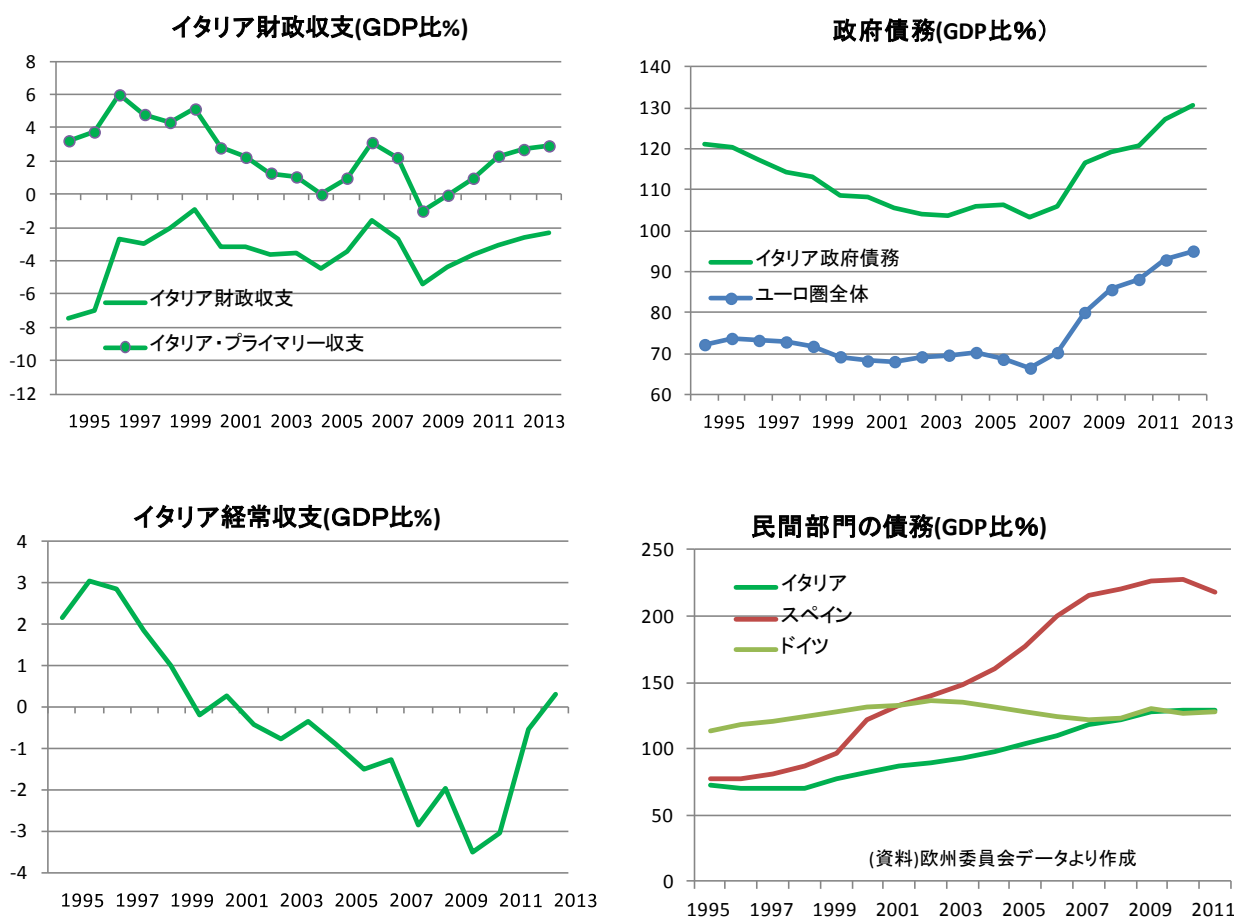 イタリア財政収支(GDP比%)
8
6
4
2
0
-2
-4
-6
-8
-10
-12
イタリア財政収支
イタリア・プライマリー収支
1995 1997 1999 2001 2003 2005 2007 2009 2011 2013
政府債務(GDP比%）
140
130
120
110
100
90
80
70
60
イタリア政府債務
ユーロ圏全体
1995 1997 1999 2001 2003 2005 2007 2009 2011 2013
イタリア経常収支(GDP比%)
4
3
2
1
0
-1
-2
-3
-4
1995 1997 1999 2001 2003 2005 2007 2009 2011 2013
民間部門の債務(GDP比%)
250
200
150
100
50
0
イタリア
スペイン
ドイツ
(資料)欧州委員会データより作成
1995 1997 1999 2001 2003 2005 2007 2009 2011